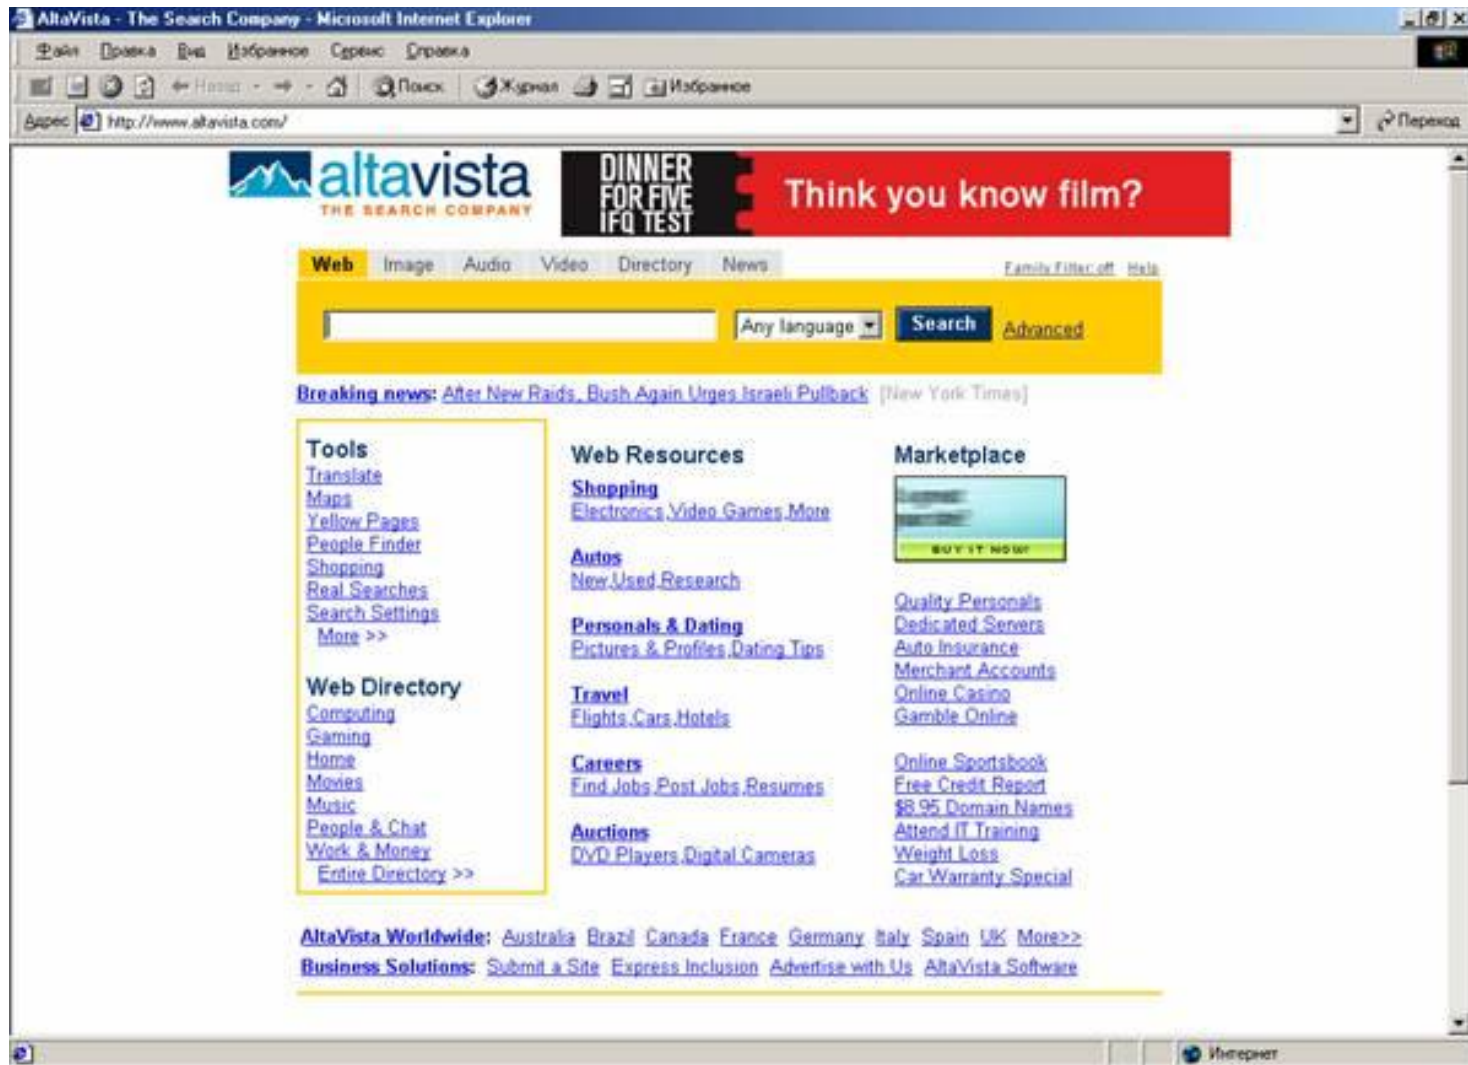 AltaVista - The Search Company - Microsoft Internet Explorer
Файл Правка Вид Избранное Сервис Справка
Назад Поиск Журнал Избранное
Адрес http://www.altavista.com/ Переход
altavista
THE SEARCH COMPANY
DINNER
FOR FIVE
IFQ TEST
Think you know film?
Web Image Audio Video Directory News
Family Filter:off Help
Any language Search Advanced
Breaking news: After New Raids, Bush Again Urges Israeli Pullback [New York Times]
Tools
Translate
Maps
Yellow Pages
People Finder
Shopping
Real Searches
Search Settings
More >>
Web Directory
Computing
Gaming
Home
Movies
Music
People & Chat
Work & Money
Entire Directory >>
Web Resources
Shopping
Electronics,Video Games,More
Autos
New,Used,Research
Personals & Dating
Pictures & Profiles,Dating Tips
Travel
Flights,Cars,Hotels
Careers
Find Jobs,Post Jobs,Resumes
Auctions
DVD Players,Digital Cameras
Marketplace
BUY IT NOW!
Quality Personals
Dedicated Servers
Auto Insurance
Merchant Accounts
Online Casino
Gamble Online
Online Sportsbook
Free Credit Report
$8.95 Domain Names
Attend IT Training
Weight Loss
Car Warranty Special
AltaVista Worldwide: Australia Brazil Canada France Germany Italy Spain UK More>>
Business Solutions: Submit a Site Express Inclusion Advertise with Us AltaVista Software
Интернет